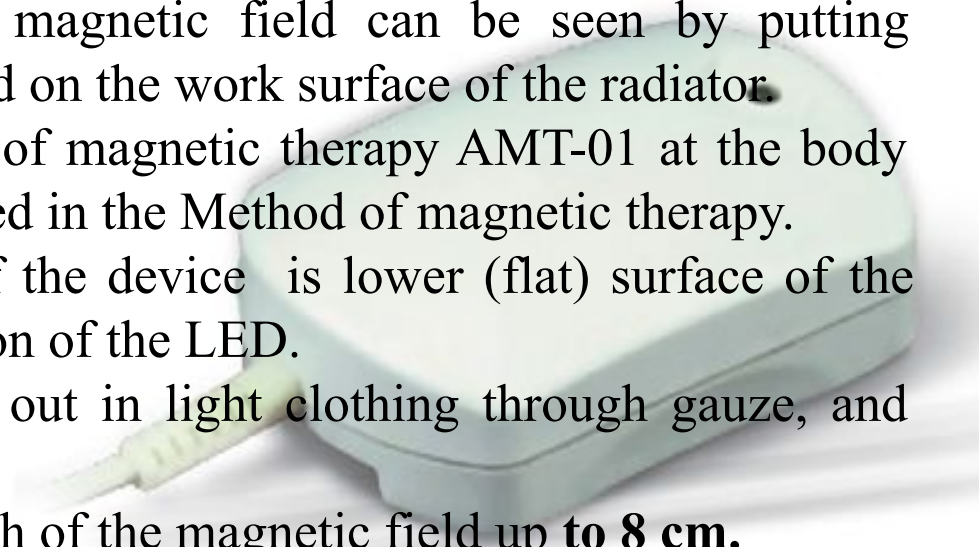 magnetic field can be seen by putting
on the work surface of the radiator.
of magnetic therapy AMT-01 at the body
in the Method of magnetic therapy.
the device is lower (flat) surface of the
of the LED.
out in light clothing through gauze, and
of the magnetic field up to 8 cm.